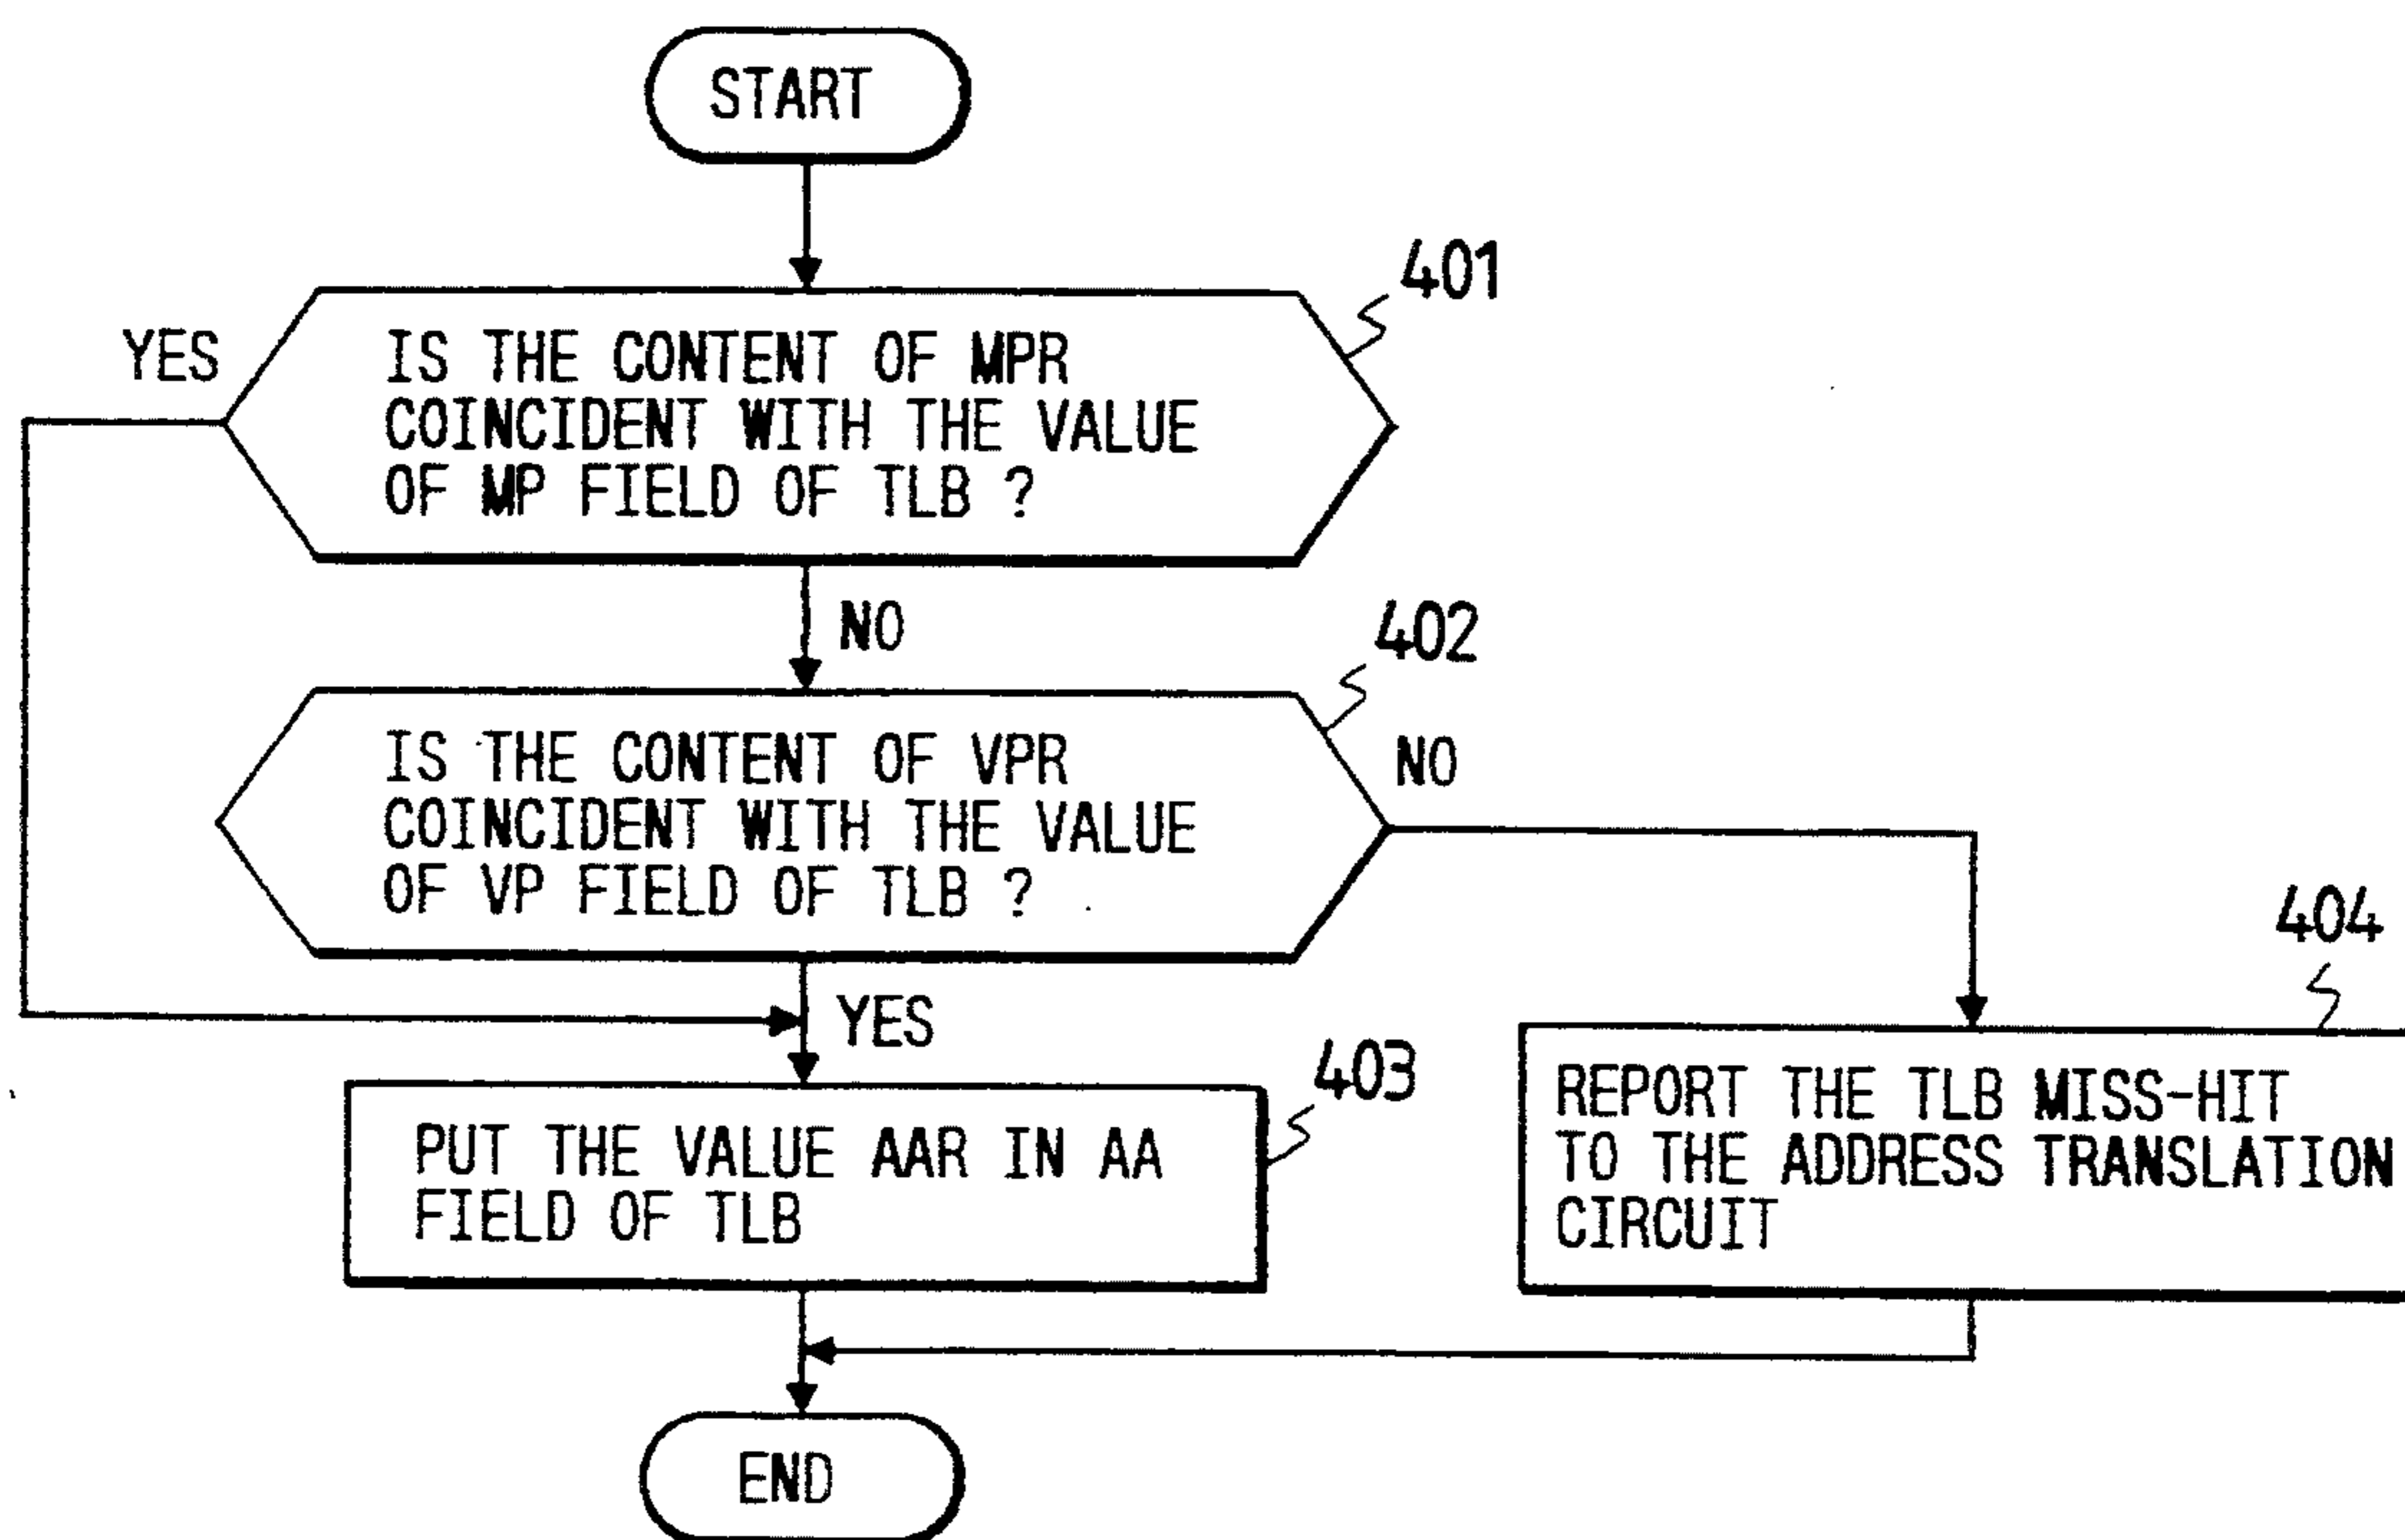 START
401
YES
IS THE CONTENT OF MPR
COINCIDENT WITH THE VALUE
OF MP FIELD OF TLB ?
NO
402
IS THE CONTENT OF VPR
COINCIDENT WITH THE VALUE
OF VP FIELD OF TLB ?
NO
404
YES
403
PUT THE VALUE AAR IN AA
FIELD OF TLB
REPORT THE TLB MISS-HIT
TO THE ADDRESS TRANSLATION
CIRCUIT
END